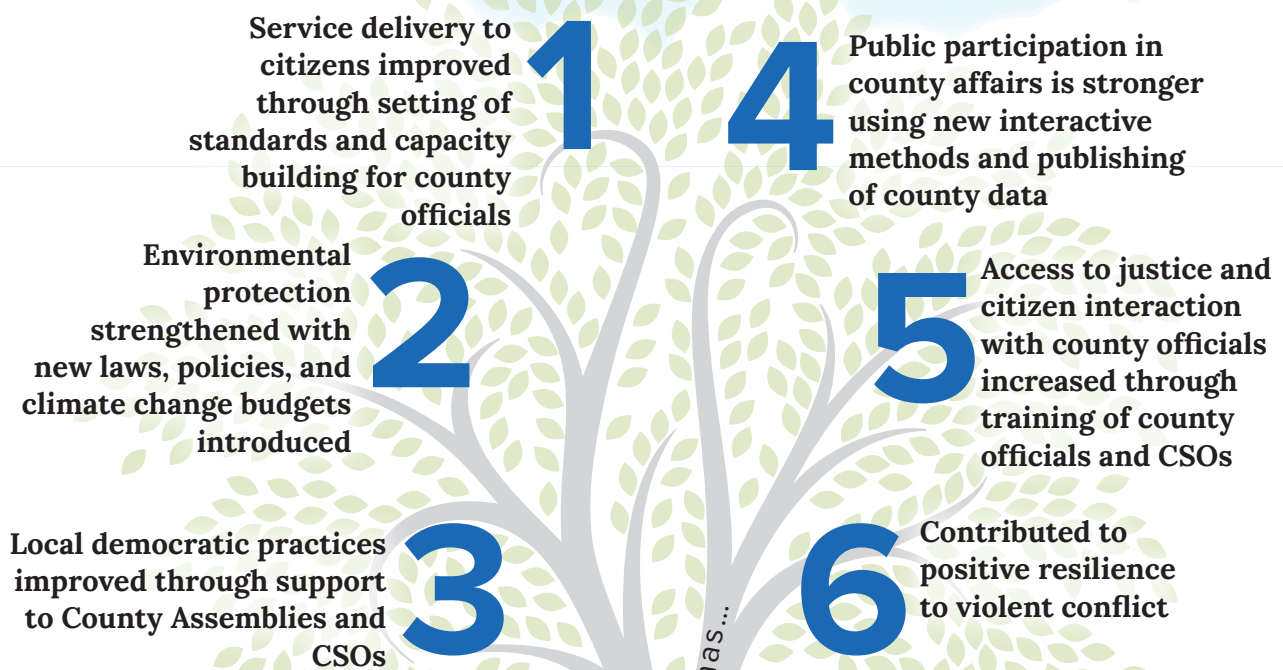 1
Service delivery to
citizens improved
through setting of
standards and capacity
building for county
officials
2
Environmental
protection
strengthened with
new laws, policies, and
climate change budgets
introduced
3
Local democratic practices
improved through support
to County Assemblies and
CSOs
4
Public participation in
county affairs is stronger
using new interactive
methods and publishing
of county data
5
Access to justice and
citizen interaction
with county officials
increased through
training of county
officials and CSOs
6
Contributed to
positive resilience
to violent conflict